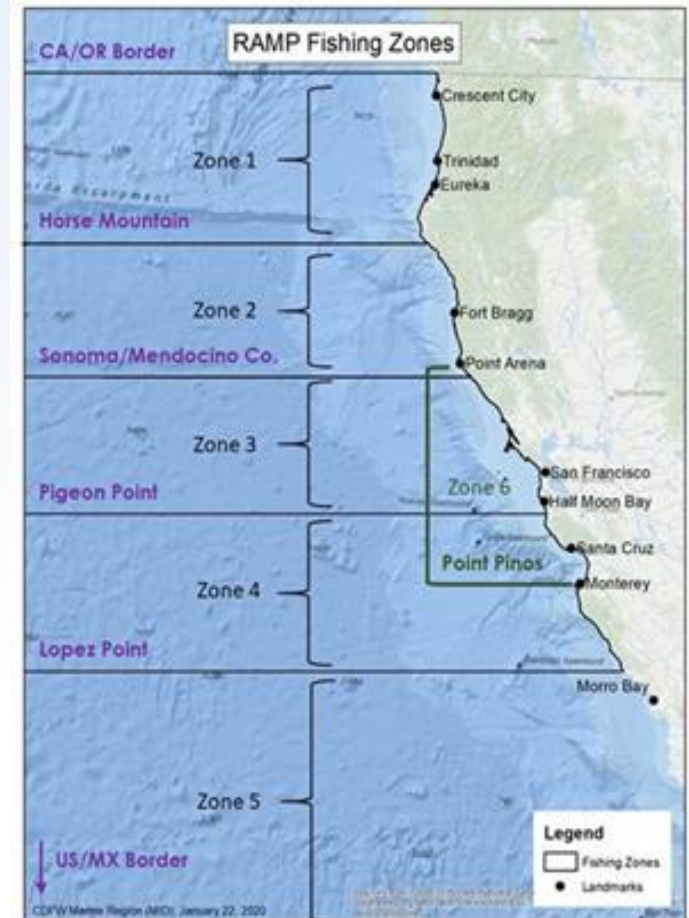 CA/OR Border
RAMP Fishing Zones
Crescent City
Zone 1
Trinidad
Eureka
Horse Mountain
Zone 2
Fort Bragg
Sonoma/Mendocino Co.
Point Arena
Zone 3
San Francisco
Pigeon Point
Zone 6
Half Moon Bay
Santa Cruz
Point Pinos
Zone 4
Monterey
Lopez Point
Morro Bay
Zone 5
Legend
Fishing Zones
Landmarks
US/MX Border
CDFW Marine Region (MID), January 22, 2020